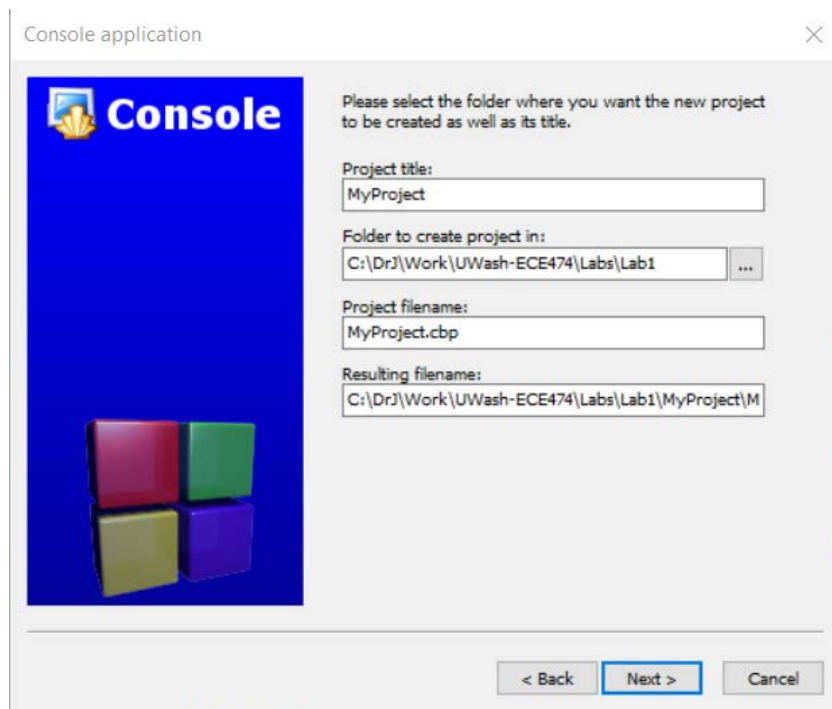 Console application
Console
Please select the folder where you want the new project
to be created as well as its title.
Project title:
MyProject
Folder to create project in:
C:\DrJ\Work\UWash-ECE474\Labs\Lab1
...
Project filename:
MyProject.cbp
Resulting filename:
C:\DrJ\Work\UWash-ECE474\Labs\Lab1\MyProject\M
< Back Next > Cancel